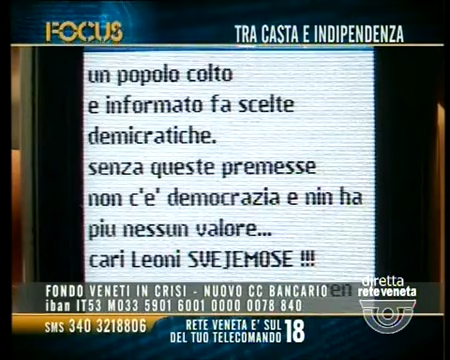 FOCUS
TRA CASTA E INDIPENDENZA
un popolo colto
e informato fa scelte
demicratiche.
senza queste premesse
non c'e' democrazia e nin ha
piu nessun valore...
cari Leoni SVEJEMOSE !!!
en
diretta
reteveneta
FONDO VENETI IN CRISI - NUOVO CC BANCARIO
iban IT53 M033 5901 6001 0000 0078 840
SMS 340 3218806
RETE VENETA E' SUL
DEL TUO TELECOMANDO 18